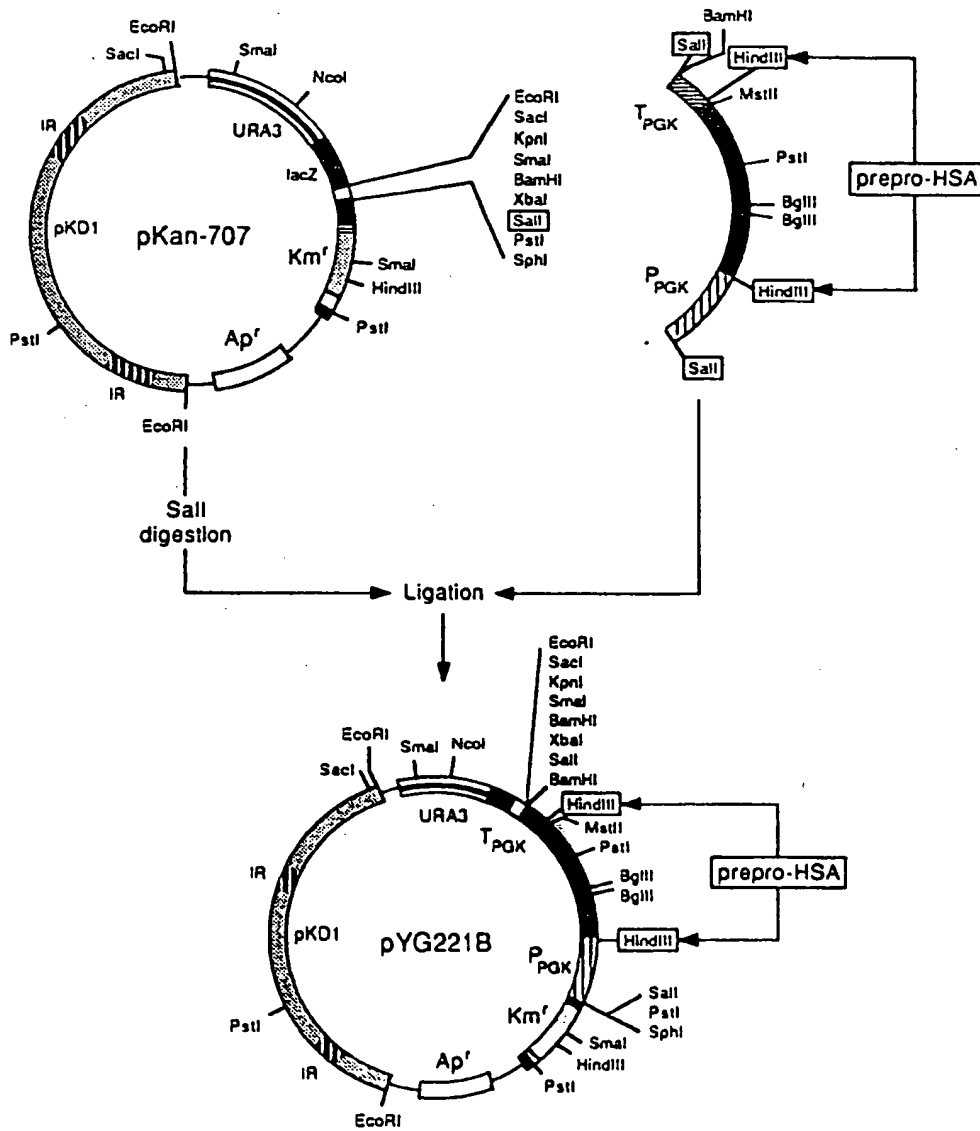 EcoRI
SacI
SmaI
NcoI
IR
URA3
lacZ
pKD1
pKan-707
Km^r
SmaI
HindIII
PstI
Ap^r
PstI
IR
EcoRI
EcoRI
SacI
KpnI
SmaI
BamHI
XbaI
SalI
PstI
SphI
BamHI
SalI
HindIII
MstII
T_PGK
PstI
prepro-HSA
BglII
BglII
P_PGK
HindIII
SalI
SalI
digestion
Ligation
EcoRI
SacI
KpnI
SmaI
BamHI
XbaI
SalI
BamHI
EcoRI
SacI
SmaI
NcoI
URA3
HindIII
MstII
T_PGK
PstI
IR
BglII
BglII
prepro-HSA
pKD1
pYG221B
HindIII
P_PGK
SalI
PstI
SphI
Km^r
SmaI
HindIII
PstI
Ap^r
PstI
IR
EcoRI